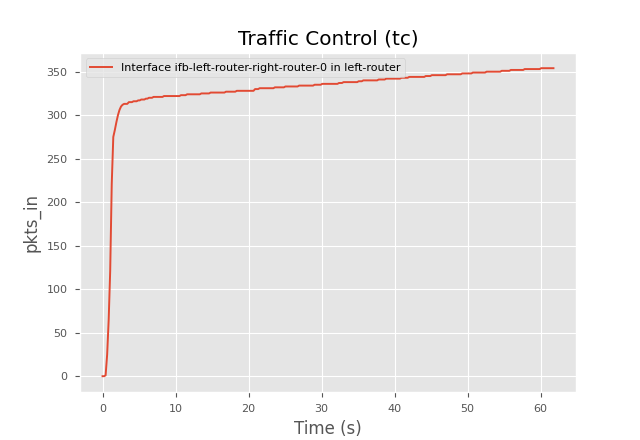 Traffic Control (tc)
Interface ifb-left-router-right-router-0 in left-router
350
300
250
200
150
100
50
0
pkts_in
0 10 20 30 40 50 60
Time (s)